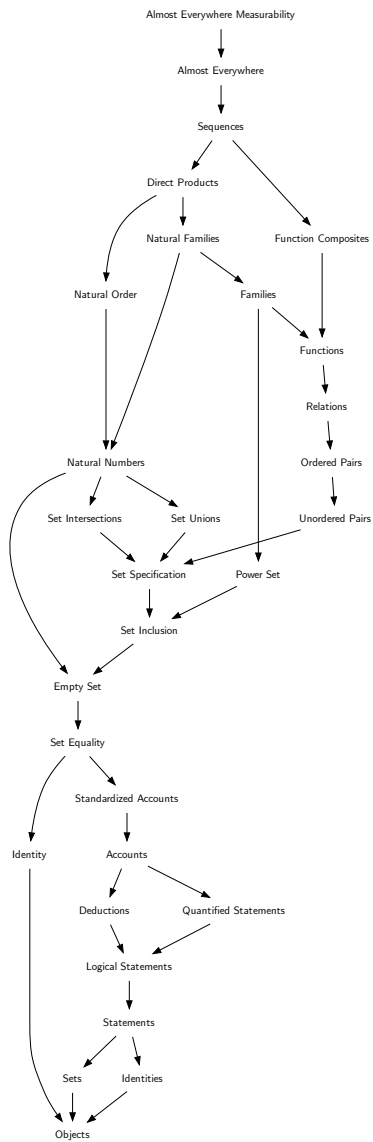 Almost Everywhere Measurability
Almost Everywhere
Sequences
Direct Products
Natural Families
Function Composites
Natural Order
Families
Functions
Relations
Natural Numbers
Ordered Pairs
Set Intersections
Set Unions
Unordered Pairs
Set Specification
Power Set
Set Inclusion
Empty Set
Set Equality
Standardized Accounts
Identity
Accounts
Deductions
Quantified Statements
Logical Statements
Statements
Sets
Identities
Objects